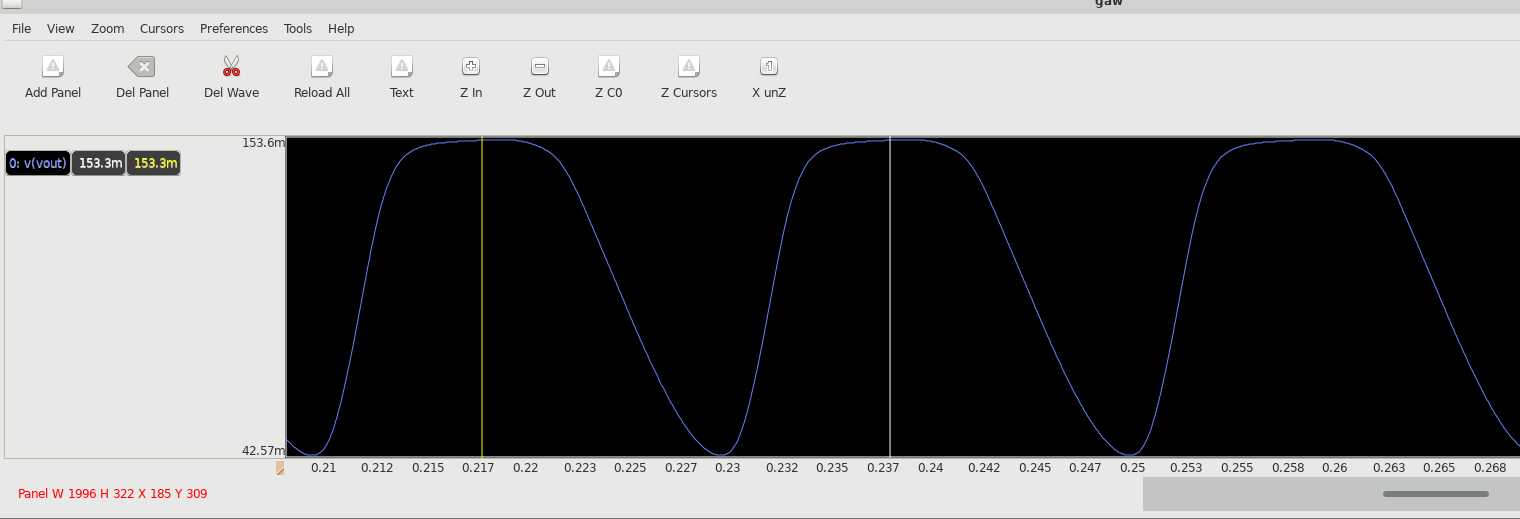 gaw
File View Zoom Cursors Preferences Tools Help
Add Panel Del Panel Del Wave Reload All Text Z In Z Out Z C0 Z Cursors X unZ
153.6m
0: v(vout) 153.3m 153.3m
42.57m
0.21 0.212 0.215 0.217 0.22 0.223 0.225 0.227 0.23 0.232 0.235 0.237 0.24 0.242 0.245 0.247 0.25 0.253 0.255 0.258 0.26 0.263 0.265 0.268
Panel W 1996 H 322 X 185 Y 309